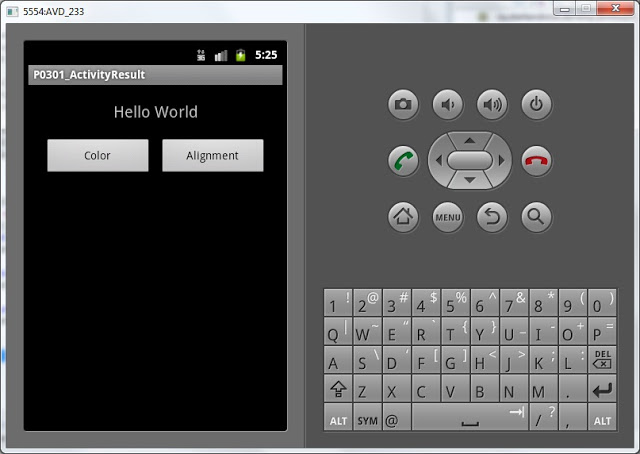 5554:AVD_233
3G 5:25
P0301_ActivityResult
Hello World
Color Alignment
MENU
1 ! 2 @ 3 # 4 $ 5 % 6 ^ 7 & 8 * 9 ( 0 )
Q | W ~ E “ R ` T { Y } U _ I - O + P =
A S \ D ‘ F [ G ] H < J > K ; L : DEL
Z X C V B N M .
ALT SYM @ / ? , ALT